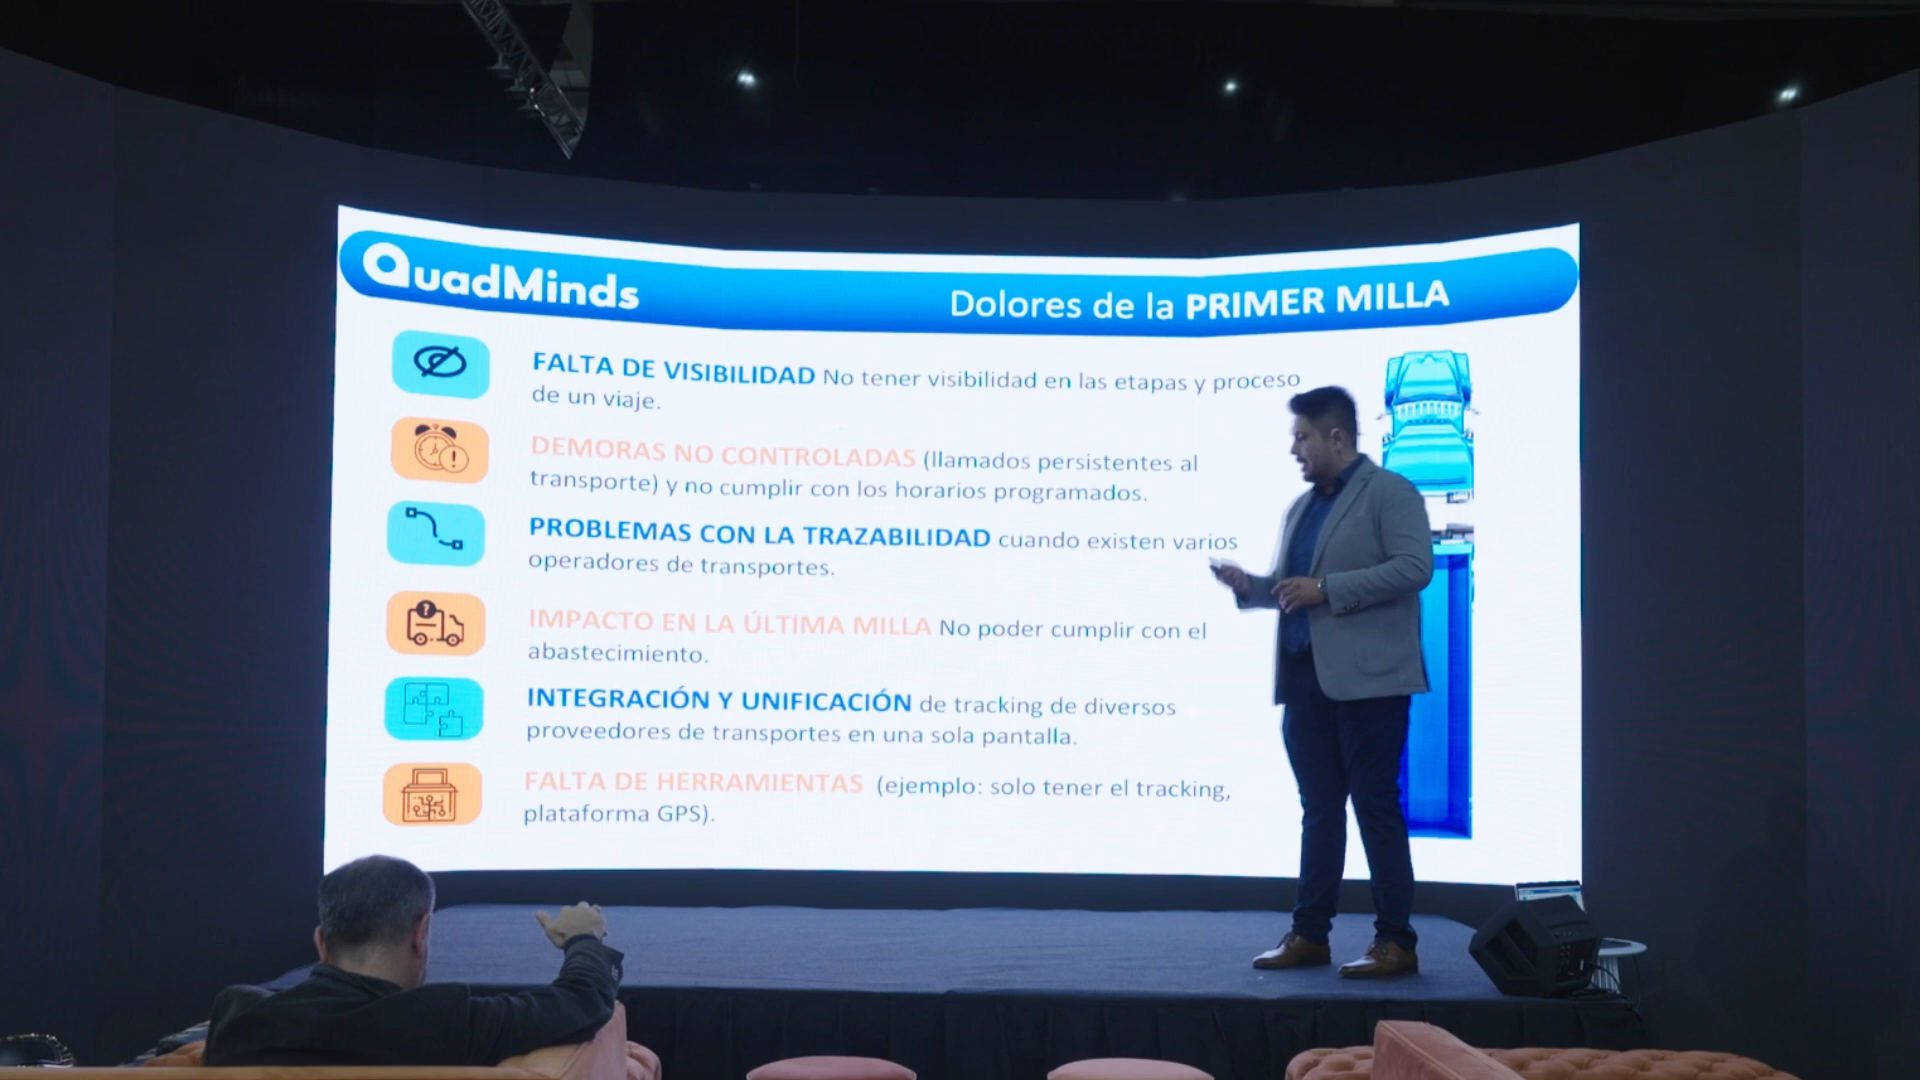 QuadMinds
Dolores de la PRIMER MILLA
FALTA DE VISIBILIDAD No tener visibilidad en las etapas y proceso
de un viaje.
DEMORAS NO CONTROLADAS (llamados persistentes al
transporte) y no cumplir con los horarios programados.
PROBLEMAS CON LA TRAZABILIDAD cuando existen varios
operadores de transportes.
IMPACTO EN LA ÚLTIMA MILLA No poder cumplir con el
abastecimiento.
INTEGRACIÓN Y UNIFICACIÓN de tracking de diversos
proveedores de transportes en una sola pantalla.
FALTA DE HERRAMIENTAS (ejemplo: solo tener el tracking,
plataforma GPS).